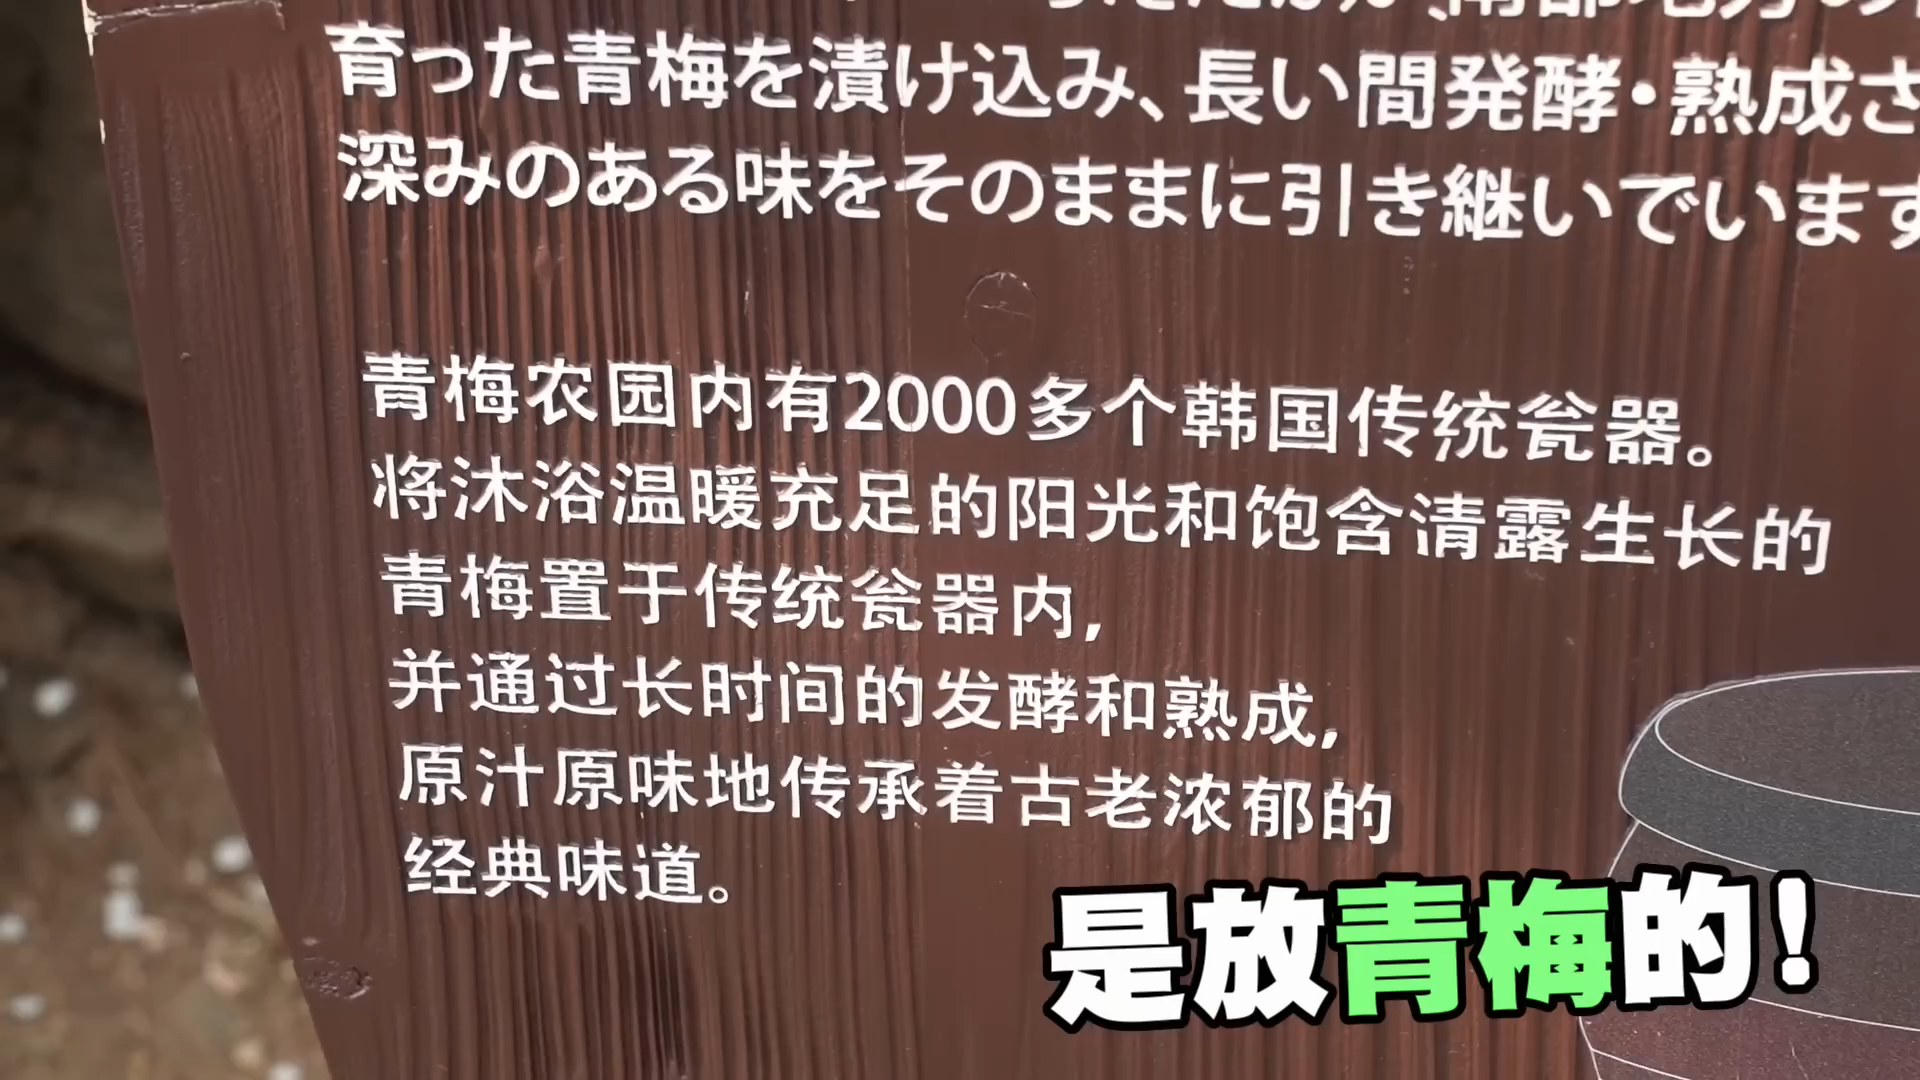 育った青梅を漬け込み、長い間発酵・熟成さ
深みのある味をそのままに引き継いでいます
青梅农园内有2000多个韩国传统瓮器。
将沐浴温暖充足的阳光和饱含清露生长的
青梅置于传统瓮器内,
并通过长时间的发酵和熟成,
原汁原味地传承着古老浓郁的
经典味道。
是放青梅的!